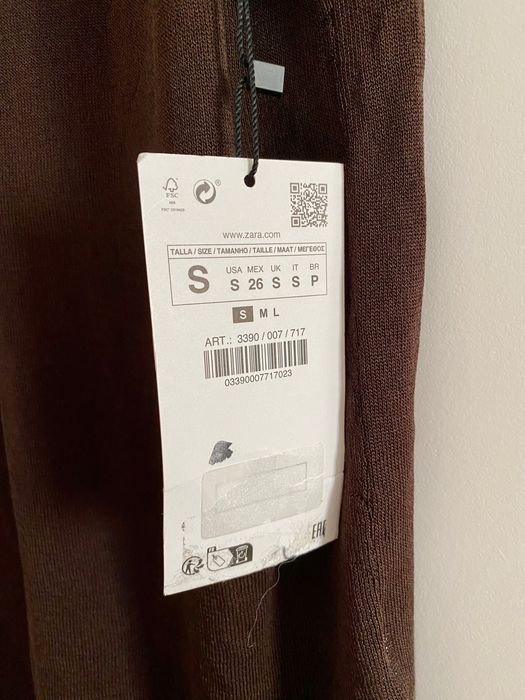 FSC
www.zara.com
TALLA / SIZE / TAMANHO / TAILLE / MAAT / ΜΕΓΕΘΟΣ
S
USA MEX UK IT BR
S 26 S S P
S M L
ART.: 3390 / 007 / 717
03390007717023
FR
EAC